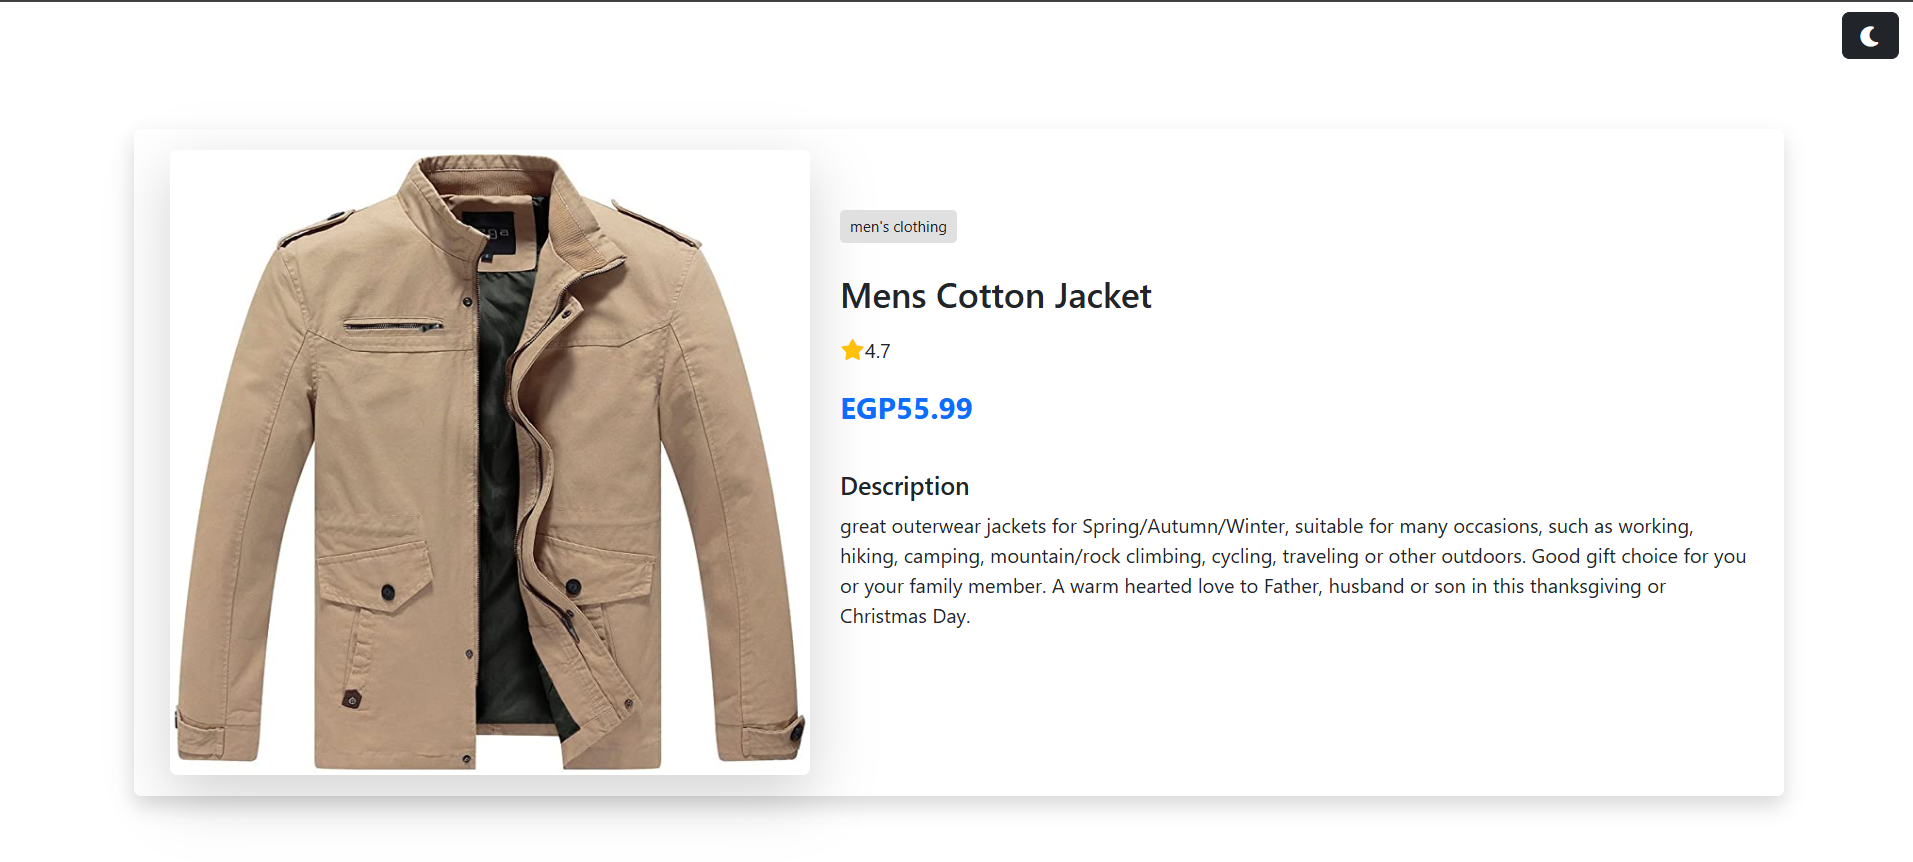 men's clothing
Mens Cotton Jacket
4.7
EGP55.99
Description
great outerwear jackets for Spring/Autumn/Winter, suitable for many occasions, such as working,
hiking, camping, mountain/rock climbing, cycling, traveling or other outdoors. Good gift choice for you
or your family member. A warm hearted love to Father, husband or son in this thanksgiving or
Christmas Day.